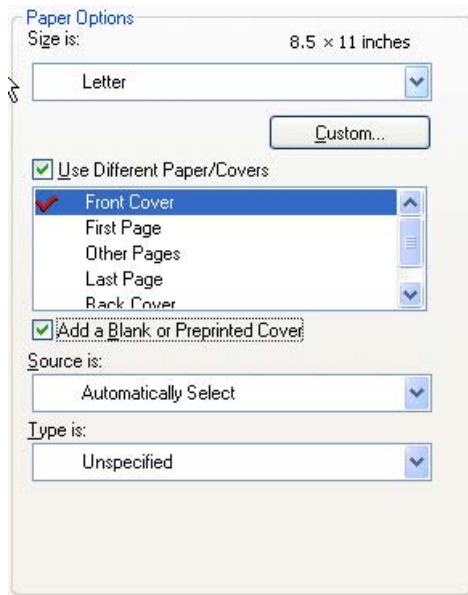 Paper Options
Size is: 8.5 × 11 inches
Letter
Custom...
Use Different Paper/Covers
Front Cover
First Page
Other Pages
Last Page
Back Cover
Add a Blank or Preprinted Cover
Source is:
Automatically Select
Type is:
Unspecified